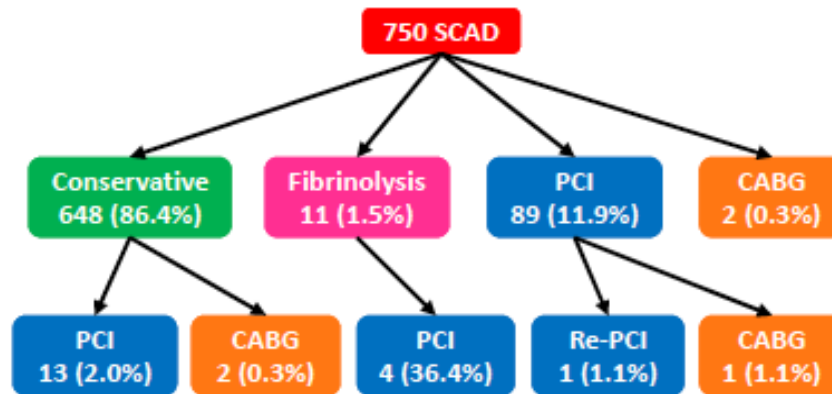 750 SCAD
Conservative
648 (86.4%)
Fibrinolysis
11 (1.5%)
PCI
89 (11.9%)
CABG
2 (0.3%)
PCI
13 (2.0%)
CABG
2 (0.3%)
PCI
4 (36.4%)
Re-PCI
1 (1.1%)
CABG
1 (1.1%)